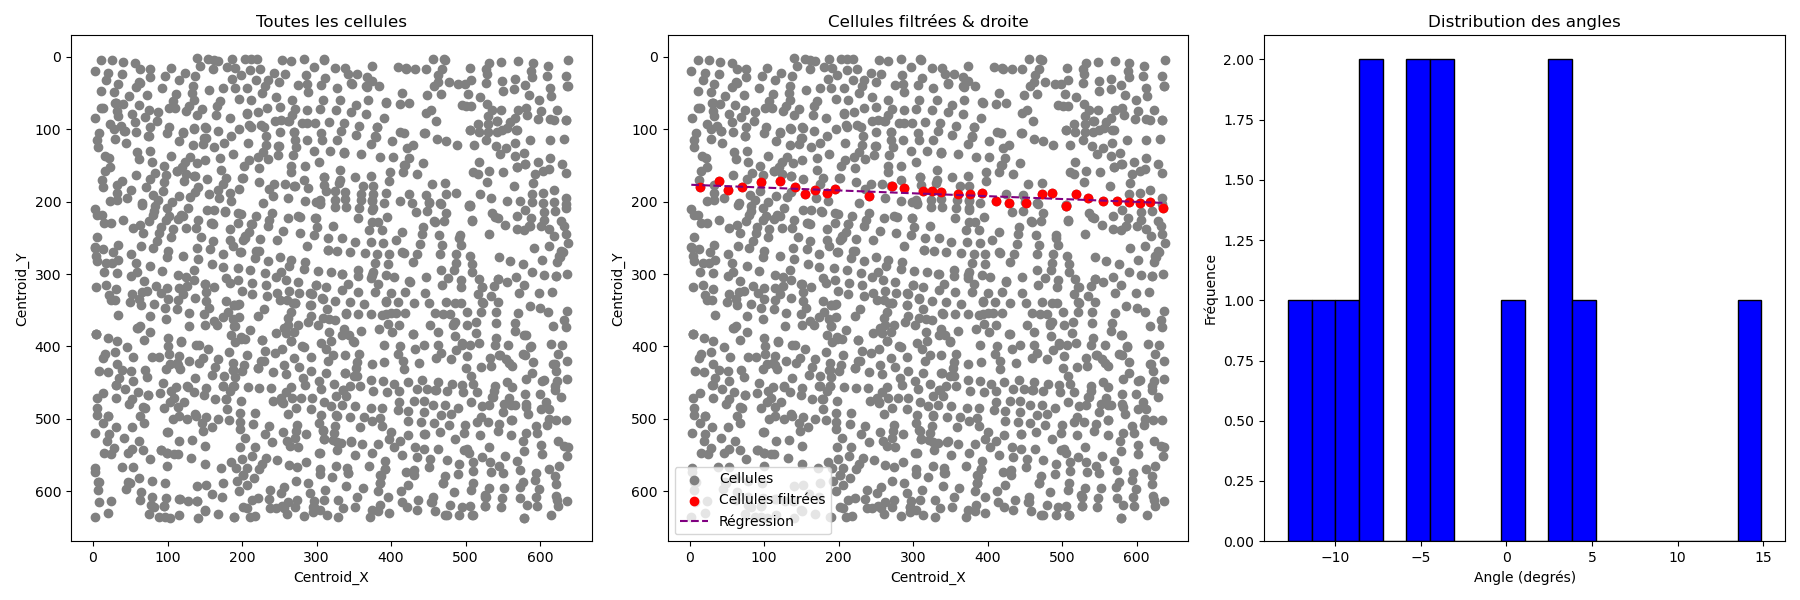 Toutes les cellules
0
100
200
300
400
500
600
Centroid_Y
0 100 200 300 400 500 600
Centroid_X
Cellules filtrées & droite
0
100
200
300
400
500
600
Centroid_Y
Cellules
Cellules filtrées
Régression
0 100 200 300 400 500 600
Centroid_X
Distribution des angles
2.00
1.75
1.50
1.25
1.00
0.75
0.50
0.25
0.00
Fréquence
−10 −5 0 5 10 15
Angle (degrés)